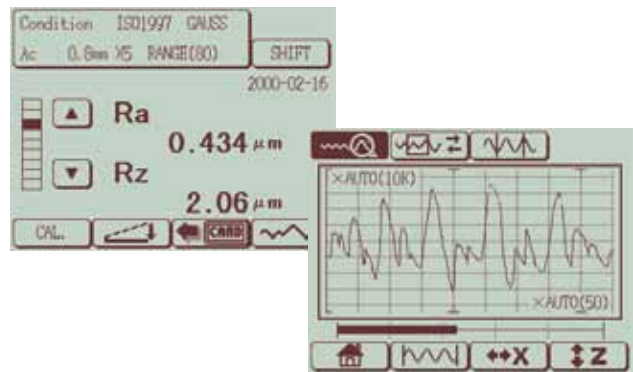 Condition ISO1997 GAUSS
λc 0.8mm X5 RANGE(80)
SHIFT
2000-02-16
Ra
0.434 μm
Rz
2.06 μm
CAL.
CARD
×AUTO(10K)
×AUTO(50)
X
Z